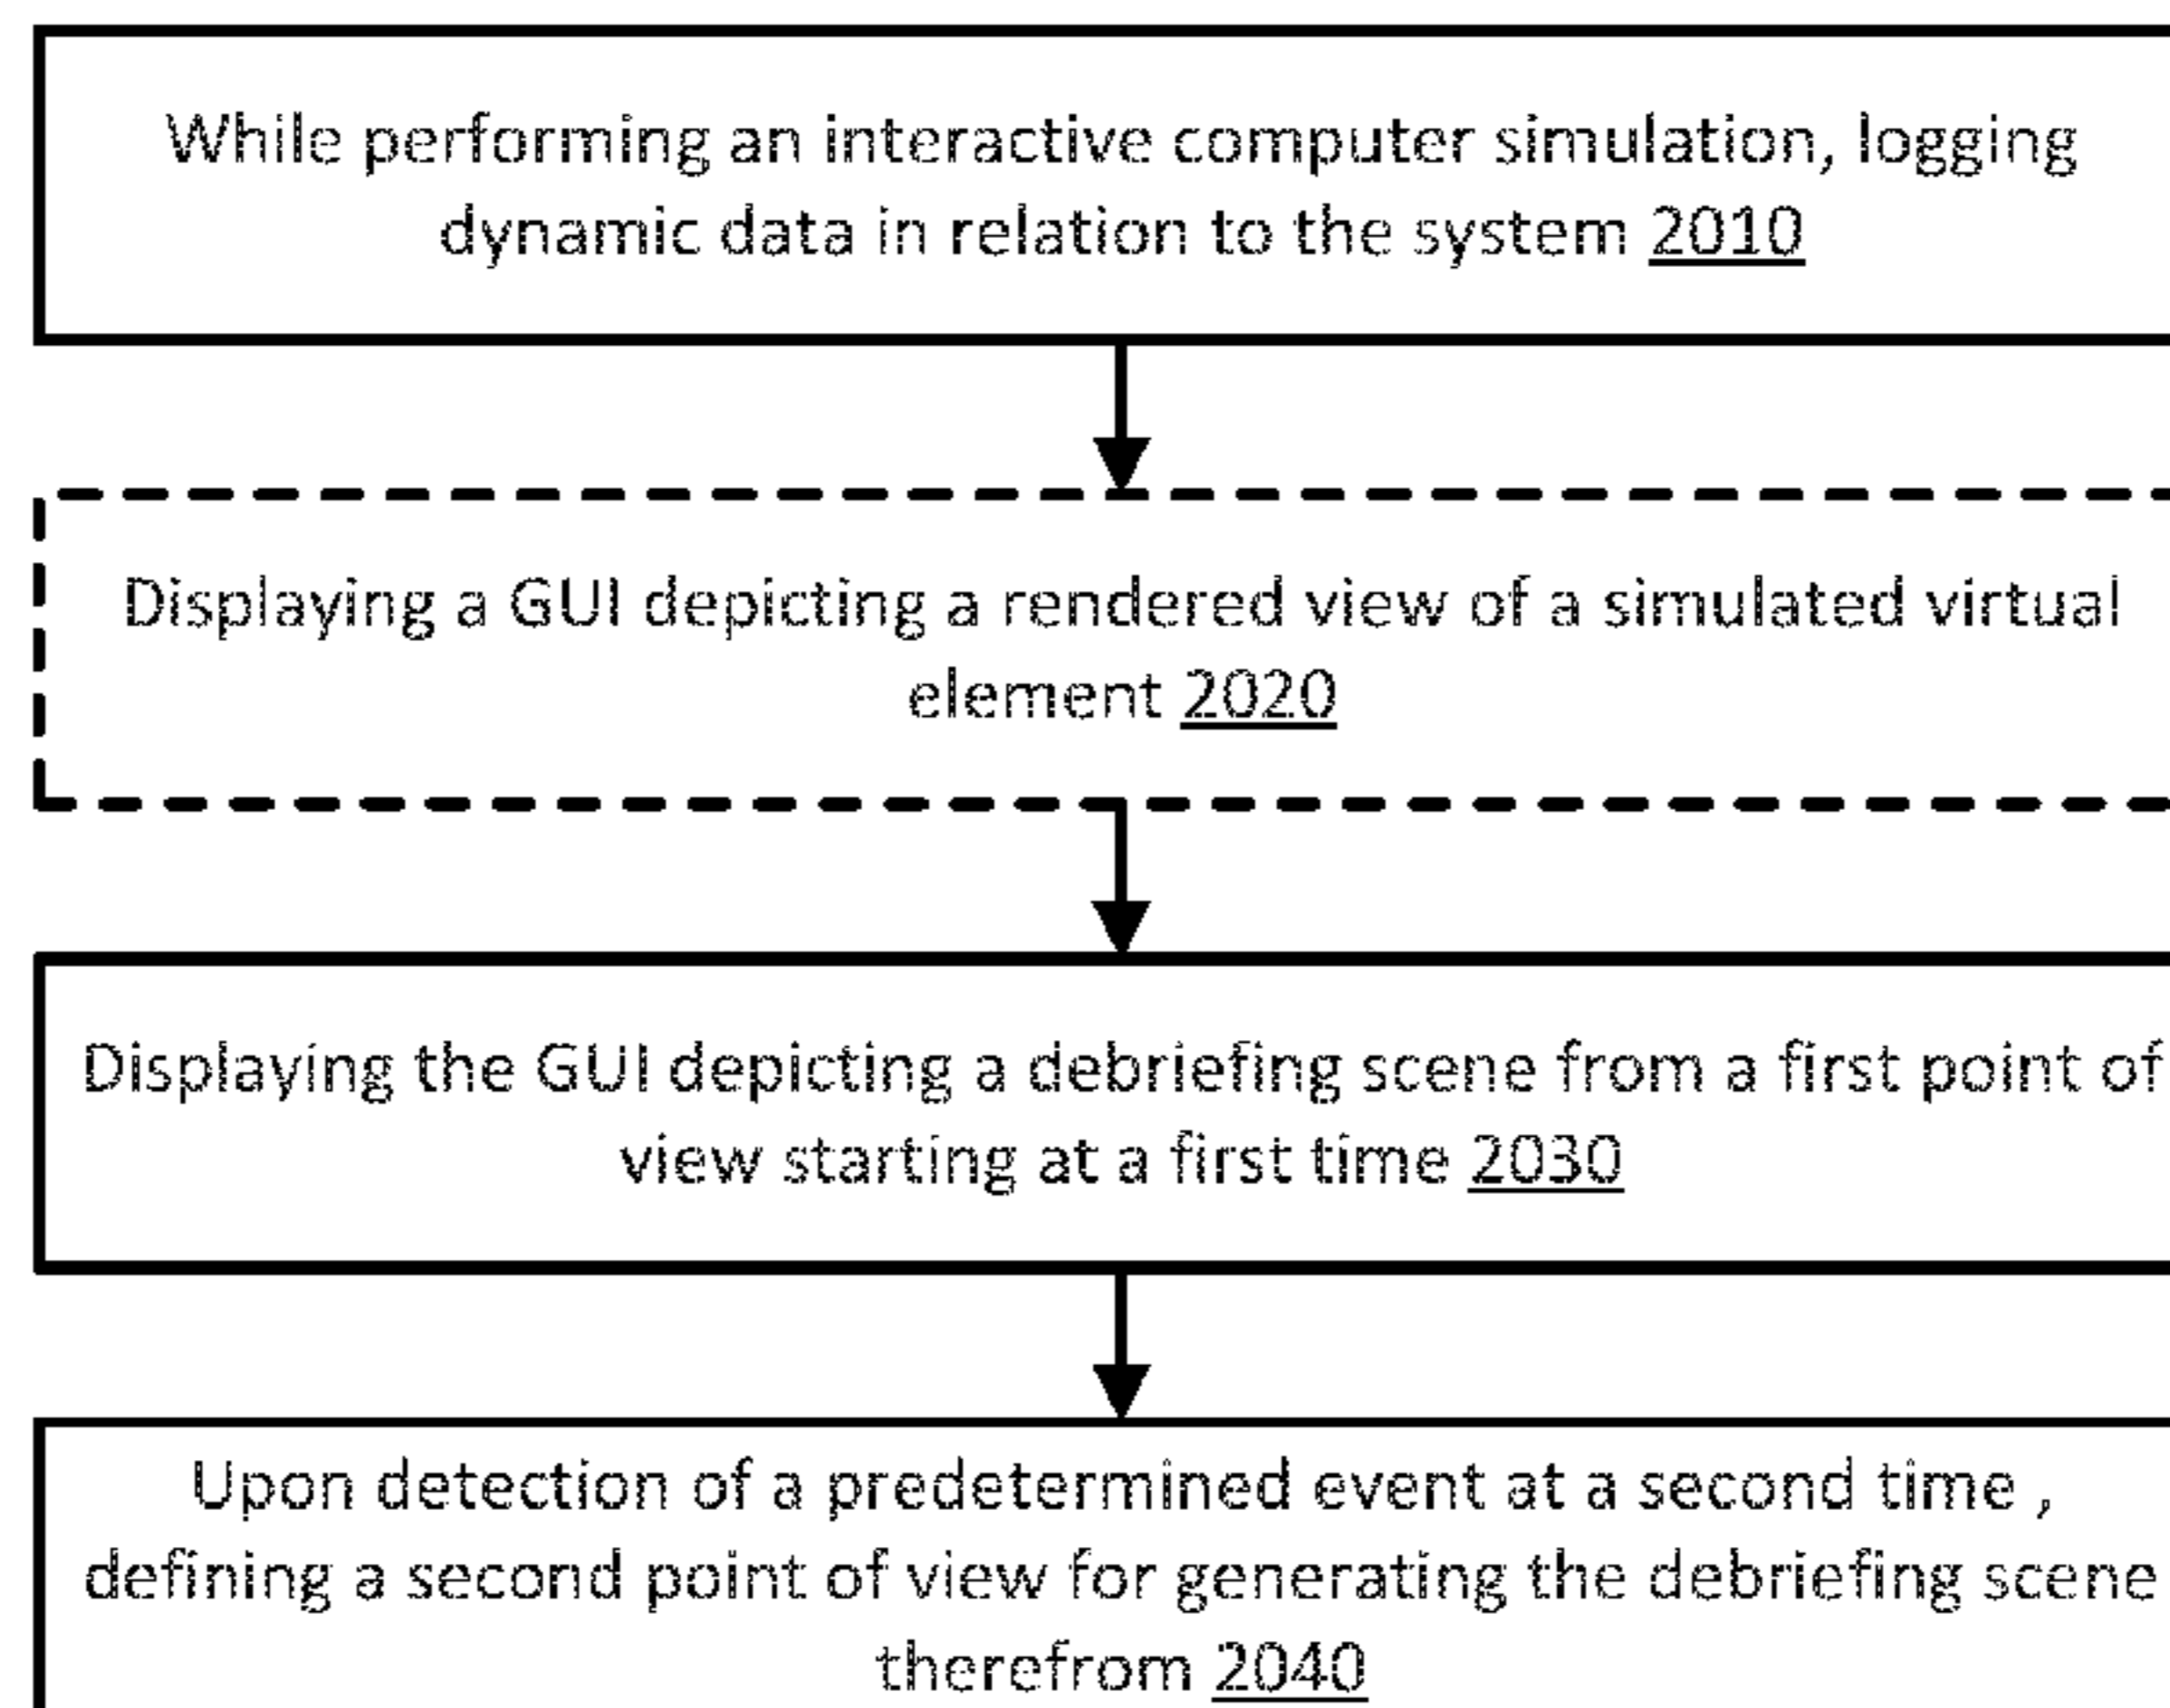 While performing an interactive computer simulation, logging
dynamic data in relation to the system 2010
Displaying a GUI depicting a rendered view of a simulated virtual
element 2020
Displaying the GUI depicting a debriefing scene from a first point of
view starting at a first time 2030
Upon detection of a predetermined event at a second time ,
defining a second point of view for generating the debriefing scene
therefrom 2040